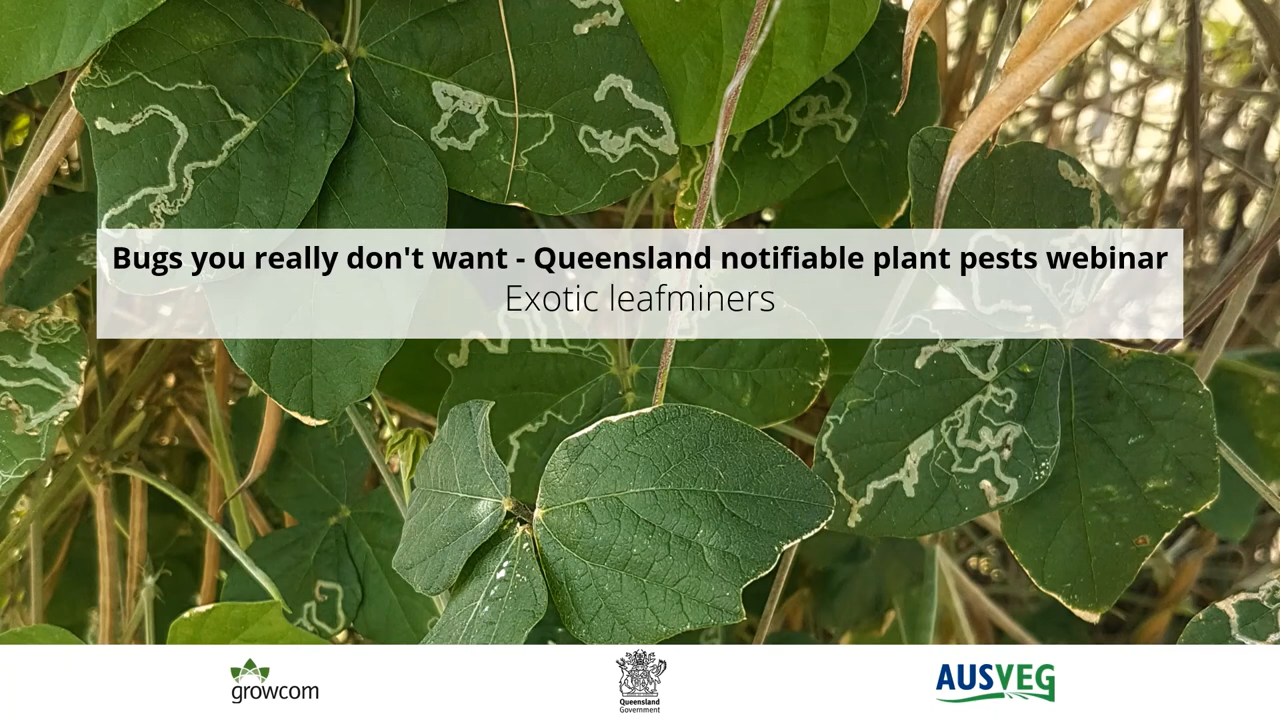 Bugs you really don't want - Queensland notifiable plant pests webinar
Exotic leafminers
growcom
Queensland
Government
AUSVEG